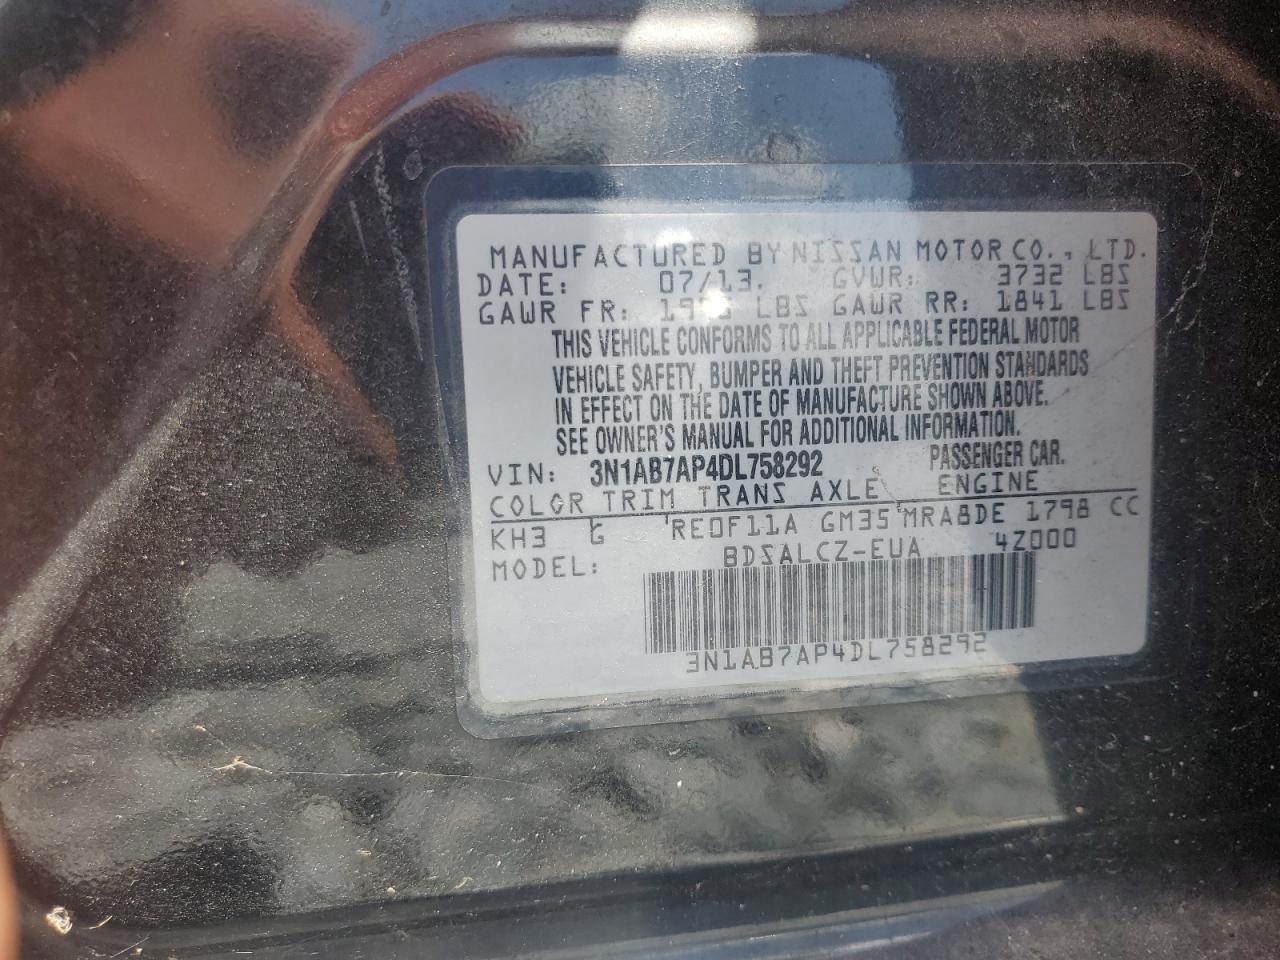 MANUFACTURED BY NISSAN MOTOR CO., LTD.
DATE: 07/13. GVWR: 3732 LBS
GAWR FR: LBS GAWR RR: 1841 LBS
THIS VEHICLE CONFORMS TO ALL APPLICABLE FEDERAL MOTOR
VEHICLE SAFETY, BUMPER AND THEFT PREVENTION STANDARDS
IN EFFECT ON THE DATE OF MANUFACTURE SHOWN ABOVE.
SEE OWNER'S MANUAL FOR ADDITIONAL INFORMATION.
VIN: 3N1AB7AP4DL758292 PASSENGER CAR.
COLOR TRIM TRANS AXLE ENGINE
KH3 G RE0F11A GM35 MRA8DE 1798 CC
MODEL: BDSALCZ-EUA 4Z000
3N1AB7AP4DL758292